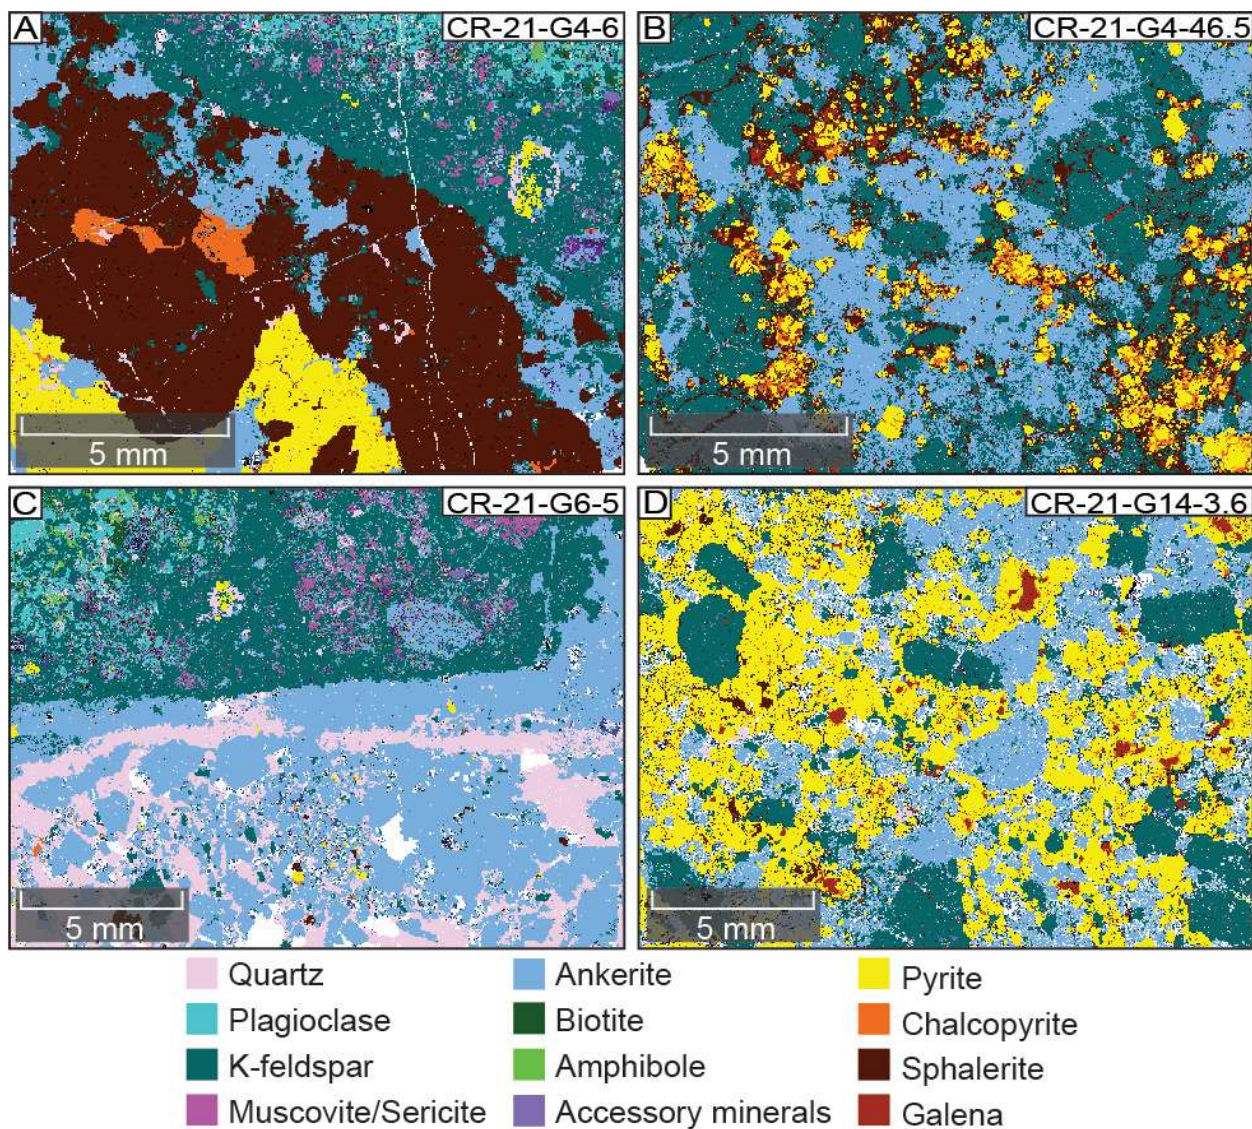 A CR-21-G4-6
B CR-21-G4-46.5
5 mm
5 mm
C CR-21-G6-5
D CR-21-G14-3.6
5 mm
5 mm
Quartz Ankerite Pyrite
Plagioclase Biotite Chalcopyrite
K-feldspar Amphibole Sphalerite
Muscovite/Sericite Accessory minerals Galena